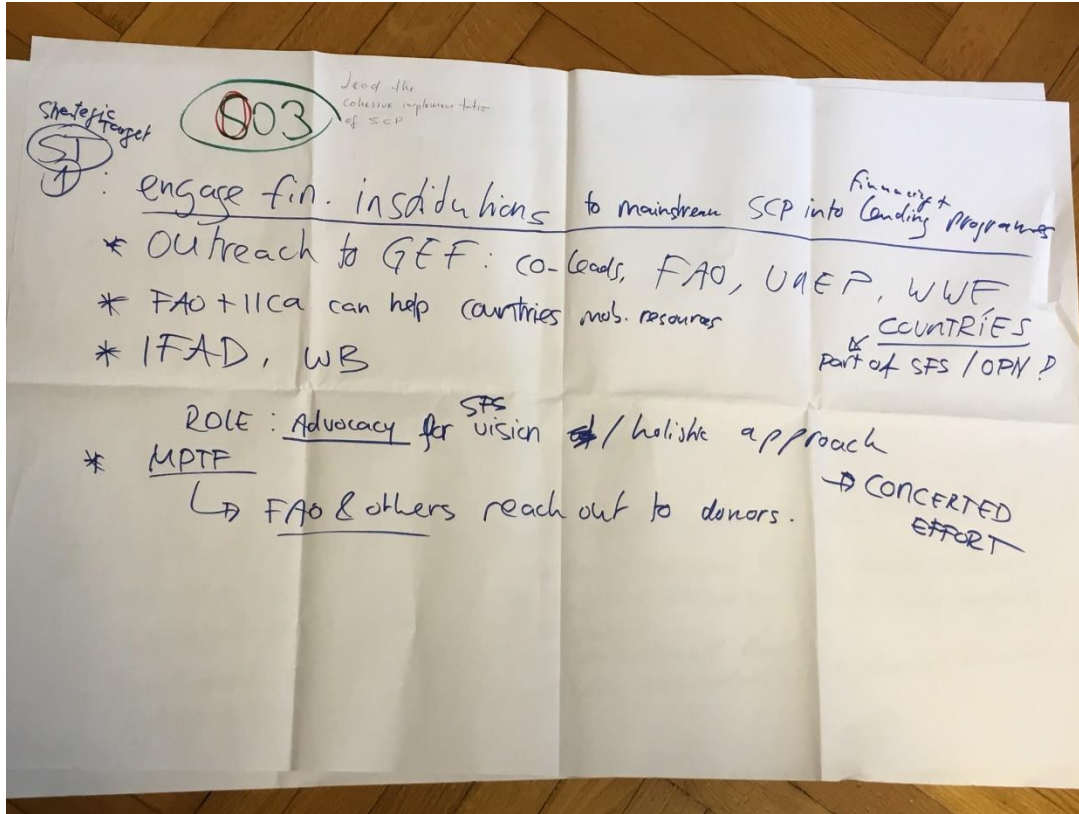 Strategic Target
ST
1
SO3
Lead the
cohesive implementation
of SCP
: engage fin. insdidutions to mainstream SCP into financing + lending programmes
* Outreach to GEF : co-leads, FAO, UNEP, WWF
COUNTRIES
part of SFS / OPN ?
* FAO + IICA can help countries mob. resources
* IFAD, WB
ROLE : Advocacy for SFS vision / holistic approach
→ CONCERTED
EFFORT
* MPTF
↳ FAO & others reach out to donors.